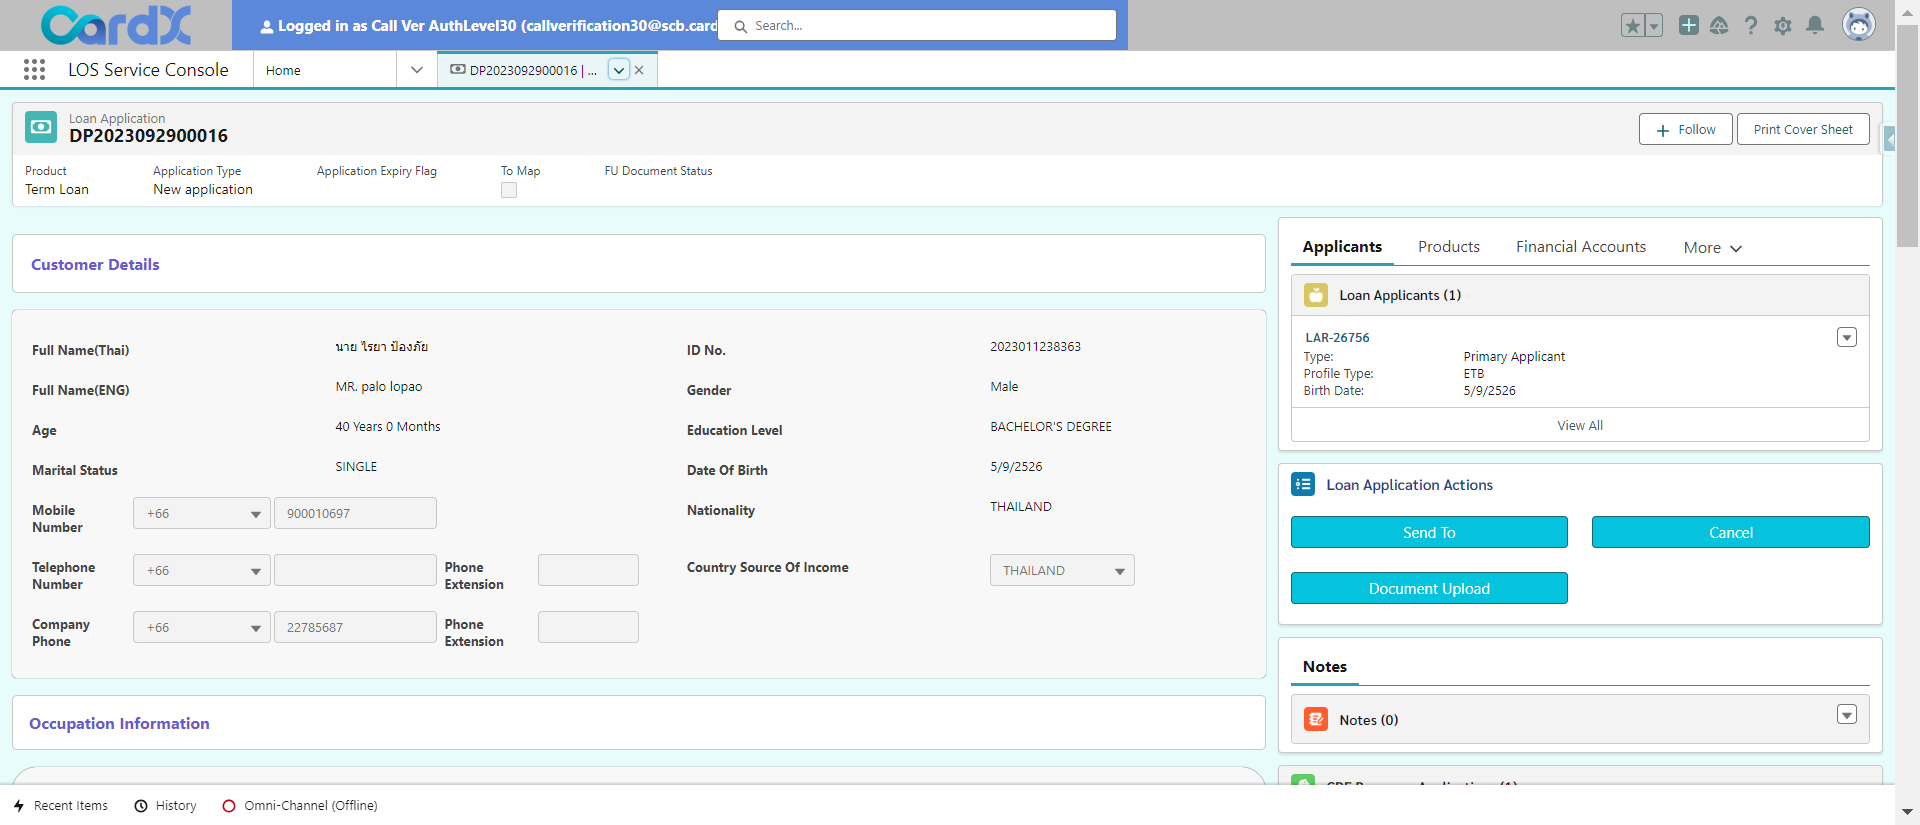 CardX
Logged in as Call Ver AuthLevel30 (callverification30@scb.card
Search...
LOS Service Console
Home
DP2023092900016 | ...
Loan Application
DP2023092900016
Follow
Print Cover Sheet
Product
Application Type
Application Expiry Flag
To Map
FU Document Status
Term Loan
New application
Customer Details
Full Name(Thai)
นาย ไรยา ป้องภัย
ID No.
2023011238363
Full Name(ENG)
MR. palo lopao
Gender
Male
Age
40 Years 0 Months
Education Level
BACHELOR'S DEGREE
Marital Status
SINGLE
Date Of Birth
5/9/2526
Mobile
Number
+66
900010697
Nationality
THAILAND
Telephone
Number
+66
Phone
Extension
Country Source Of Income
THAILAND
Company
Phone
+66
22785687
Phone
Extension
Occupation Information
Applicants
Products
Financial Accounts
More
Loan Applicants (1)
LAR-26756
Type:
Primary Applicant
Profile Type:
ETB
Birth Date:
5/9/2526
View All
Loan Application Actions
Send To
Cancel
Document Upload
Notes
Notes (0)
Recent Items
History
Omni-Channel (Offline)